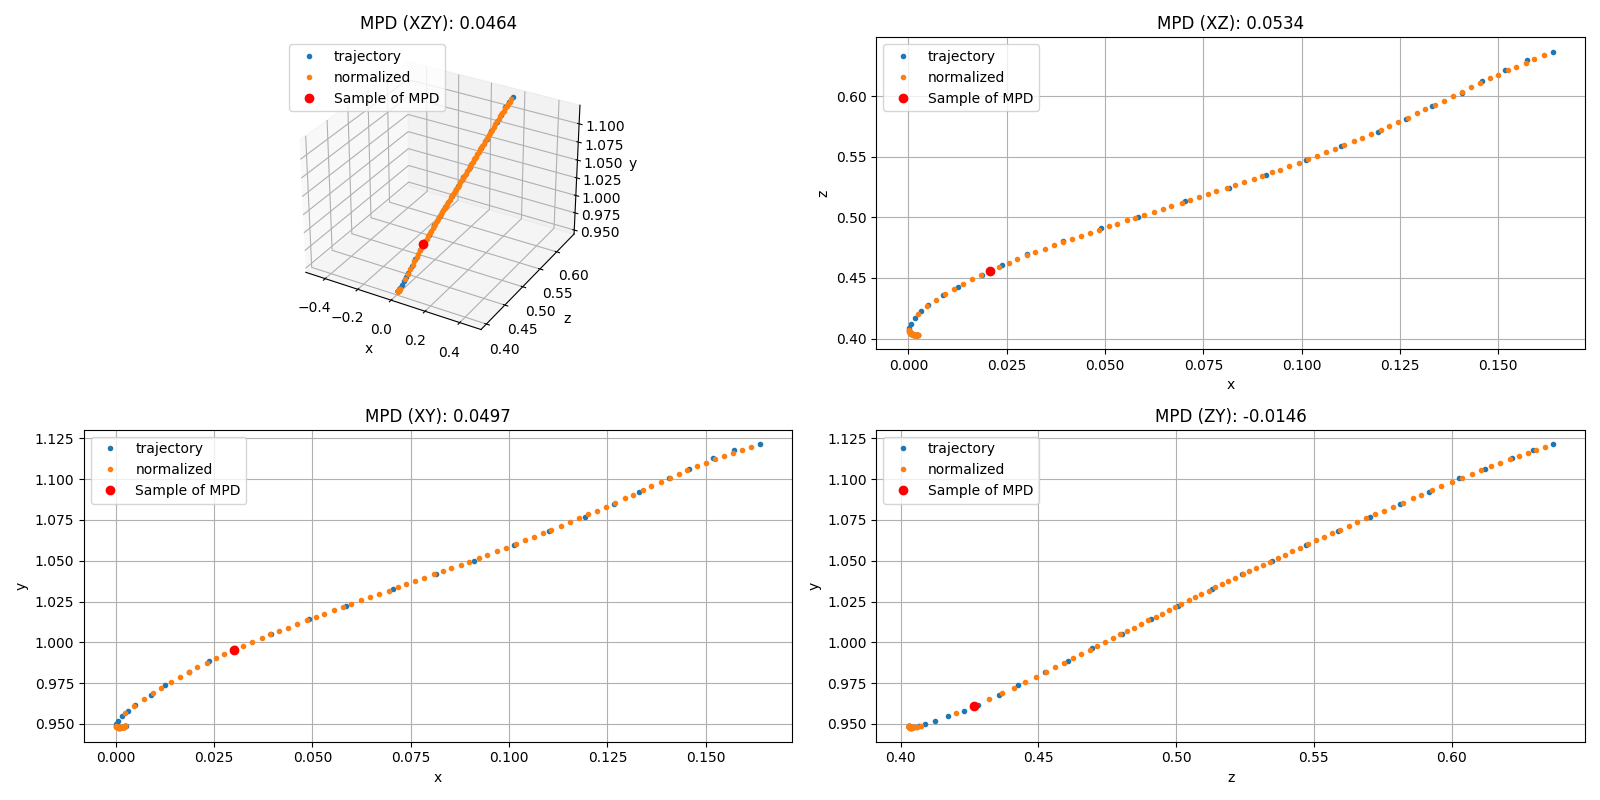 MPD (XZY): 0.0464
trajectory
normalized
Sample of MPD
1.100
1.075
1.050
1.025
1.000
0.975
0.950
y
0.60
0.55
0.50
0.45
0.40
z
−0.4
−0.2
0.0
0.2
0.4
x
MPD (XZ): 0.0534
trajectory
normalized
Sample of MPD
0.60
0.55
0.50
0.45
0.40
z
0.000 0.025 0.050 0.075 0.100 0.125 0.150
x
MPD (XY): 0.0497
trajectory
normalized
Sample of MPD
1.125
1.100
1.075
1.050
1.025
1.000
0.975
0.950
y
0.000 0.025 0.050 0.075 0.100 0.125 0.150
x
MPD (ZY): -0.0146
trajectory
normalized
Sample of MPD
1.125
1.100
1.075
1.050
1.025
1.000
0.975
0.950
y
0.40 0.45 0.50 0.55 0.60
z